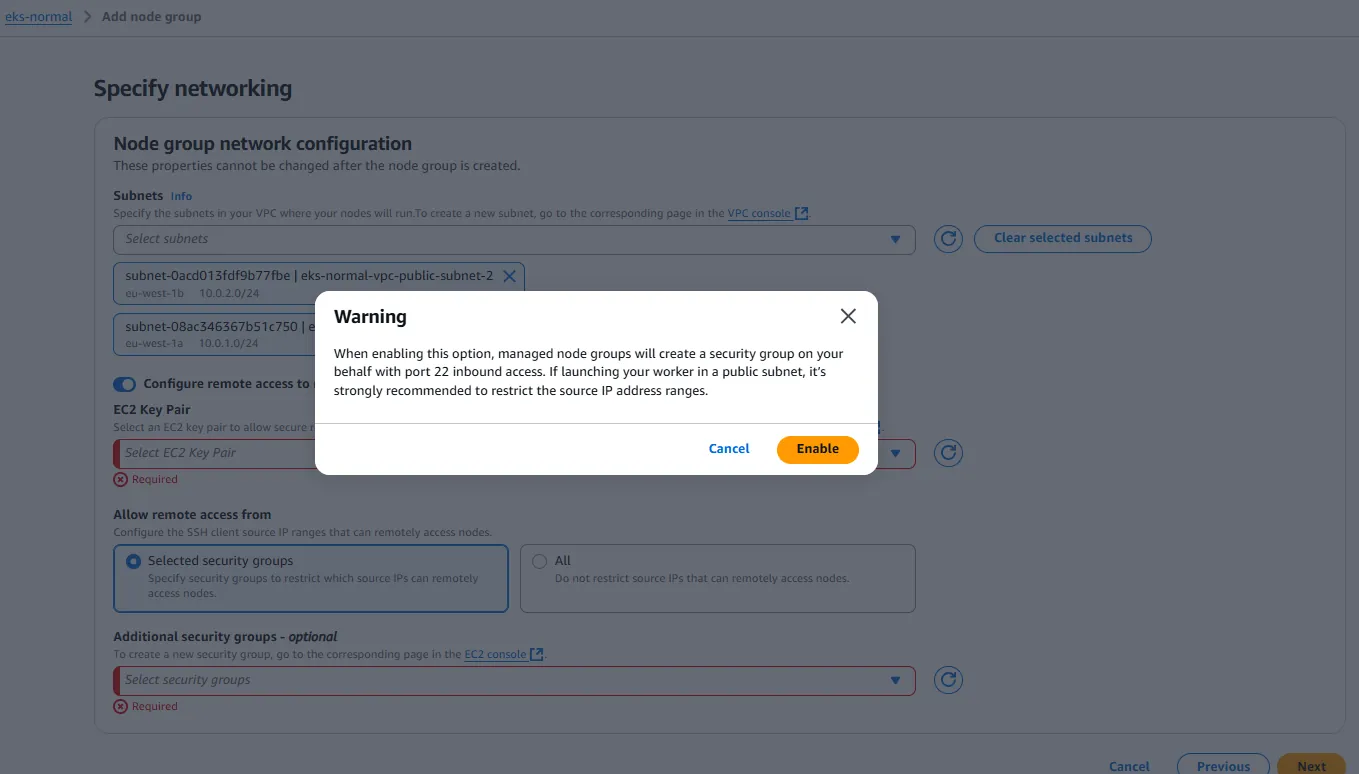 eks-normal > Add node group
Specify networking
Node group network configuration
These properties cannot be changed after the node group is created.
Subnets Info
Specify the subnets in your VPC where your nodes will run.To create a new subnet, go to the corresponding page in the VPC console.
Select subnets
Clear selected subnets
subnet-0acd013fdf9b77fbe | eks-normal-vpc-public-subnet-2
eu-west-1b 10.0.2.0/24
subnet-08ac346367b51c750 | e
eu-west-1a 10.0.1.0/24
Warning
When enabling this option, managed node groups will create a security group on your
behalf with port 22 inbound access. If launching your worker in a public subnet, it's
strongly recommended to restrict the source IP address ranges.
Cancel
Enable
Configure remote access to
EC2 Key Pair
Select an EC2 key pair to allow secure
Select EC2 Key Pair
Required
Allow remote access from
Configure the SSH client source IP ranges that can remotely access nodes.
Selected security groups
Specify security groups to restrict which source IPs can remotely
access nodes.
All
Do not restrict source IPs that can remotely access nodes.
Additional security groups - optional
To create a new security group, go to the corresponding page in the EC2 console.
Select security groups
Required
Cancel
Previous
Next